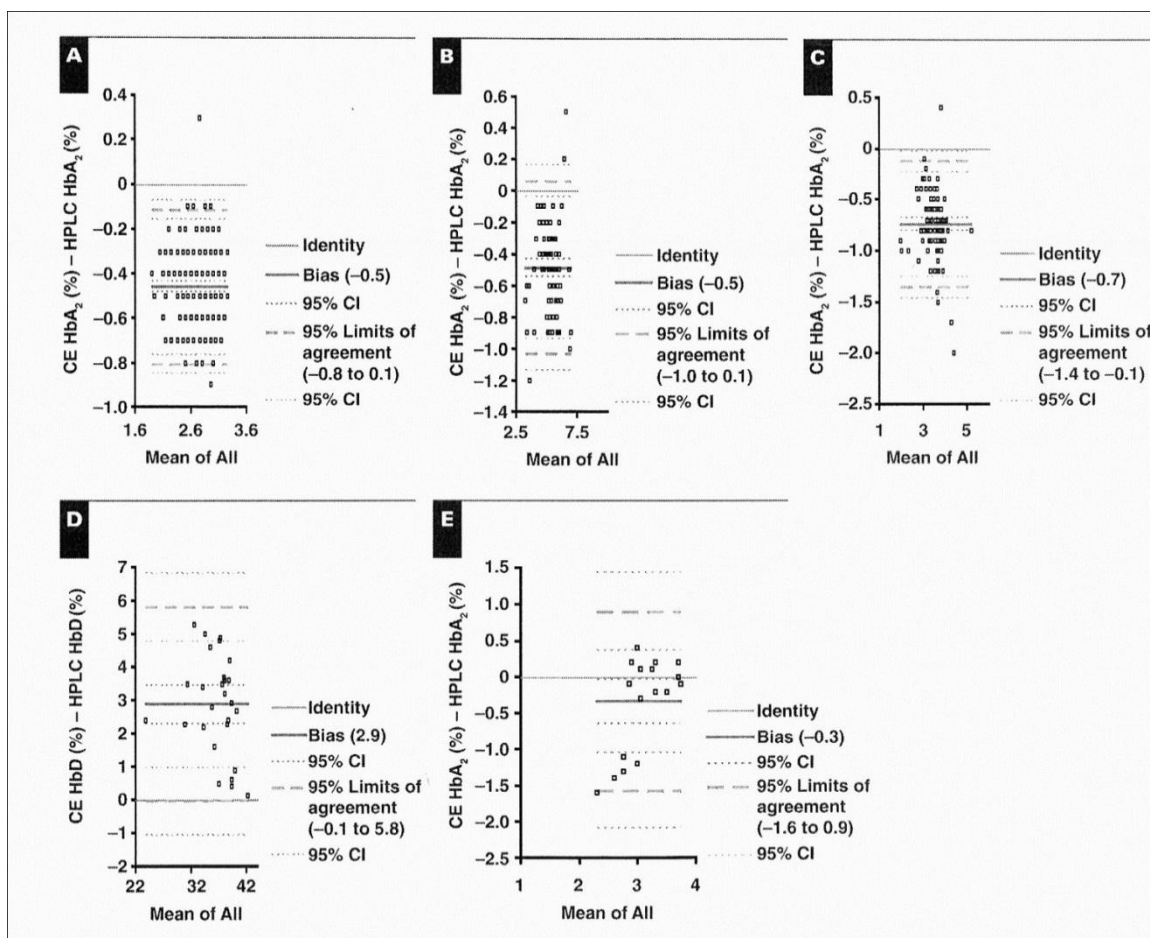 A
CE HbA2 (%) – HPLC HbA2 (%)
0.4
0.2
0
–0.2
–0.4
–0.6
–0.8
–1.0
1.6 2.6 3.6
Mean of All
Identity
Bias (–0.5)
95% CI
95% Limits of
agreement
(–0.8 to 0.1)
95% CI
B
CE HbA2 (%) – HPLC HbA2 (%)
0.6
0.4
0.2
0
–0.2
–0.4
–0.6
–0.8
–1.0
–1.2
–1.4
2.5 7.5
Mean of All
Identity
Bias (–0.5)
95% CI
95% Limits of
agreement
(–1.0 to 0.1)
95% CI
C
CE HbA2 (%) – HPLC HbA2 (%)
0.5
0
–0.5
–1.0
–1.5
–2.0
–2.5
1 3 5
Mean of All
Identity
Bias (–0.7)
95% CI
95% Limits of
agreement
(–1.4 to –0.1)
95% CI
D
CE HbD (%) – HPLC HbD (%)
7
6
5
4
3
2
1
0
–1
–2
22 32 42
Mean of All
Identity
Bias (2.9)
95% CI
95% Limits of
agreement
(–0.1 to 5.8)
95% CI
E
CE HbA2 (%) – HPLC HbA2 (%)
1.5
1.0
0.5
0
–0.5
–1.0
–1.5
–2.0
–2.5
1 2 3 4
Mean of All
Identity
Bias (–0.3)
95% CI
95% Limits of
agreement
(–1.6 to 0.9)
95% CI